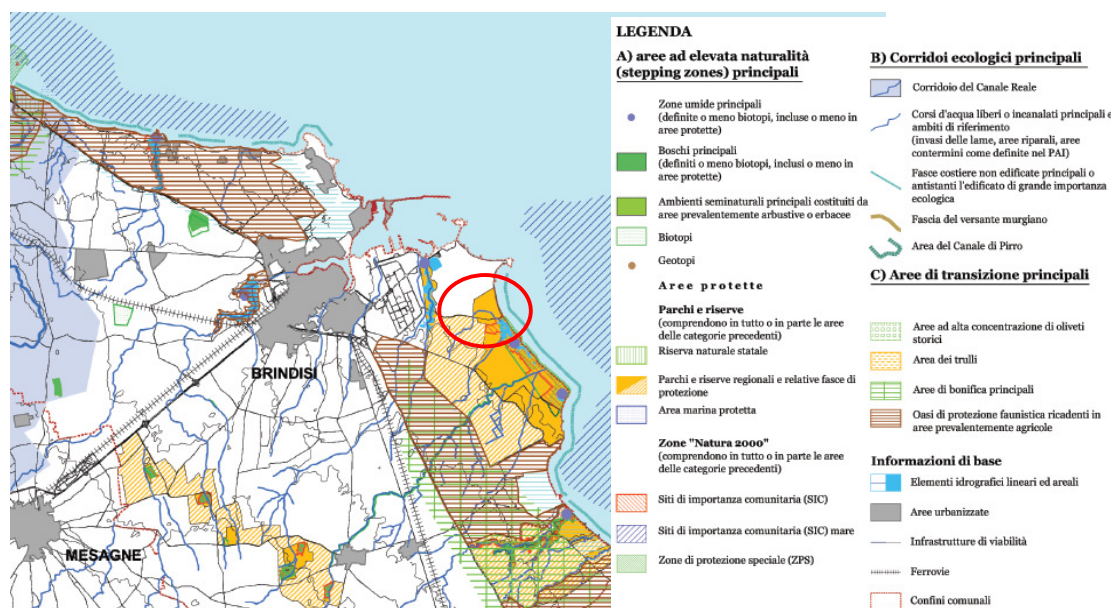 BRINDISI
MESAGNE
LEGENDA
A) aree ad elevata naturalità
(stepping zones) principali
Zone umide principali
(definite o meno biotopi, incluse o meno in
aree protette)
Boschi principali
(definiti o meno biotopi, inclusi o meno in
aree protette)
Ambienti seminaturali principali costituiti da
aree prevalentemente arbustive o erbacee
Biotopi
Geotopi
Aree protette
Parchi e riserve
(comprendono in tutto o in parte le aree
delle categorie precedenti)
Riserva naturale statale
Parchi e riserve regionali e relative fasce di
protezione
Area marina protetta
Zone "Natura 2000"
(comprendono in tutto o in parte le aree
delle categorie precedenti)
Siti di importanza comunitaria (SIC)
Siti di importanza comunitaria (SIC) mare
Zone di protezione speciale (ZPS)
B) Corridoi ecologici principali
Corridoio del Canale Reale
Corsi d'acqua liberi o incanalati principali e
ambiti di riferimento
(invasi delle lame, aree riparali, aree
contermini come definite nel PAI)
Fasce costiere non edificate principali o
antistanti l'edificato di grande importanza
ecologica
Fascia del versante murgiano
Area del Canale di Pirro
C) Aree di transizione principali
Aree ad alta concentrazione di oliveti
storici
Area dei trulli
Aree di bonifica principali
Oasi di protezione faunistica ricadenti in
aree prevalentemente agricole
Informazioni di base
Elementi idrografici lineari ed areali
Aree urbanizzate
Infrastrutture di viabilità
Ferrovie
Confini comunali